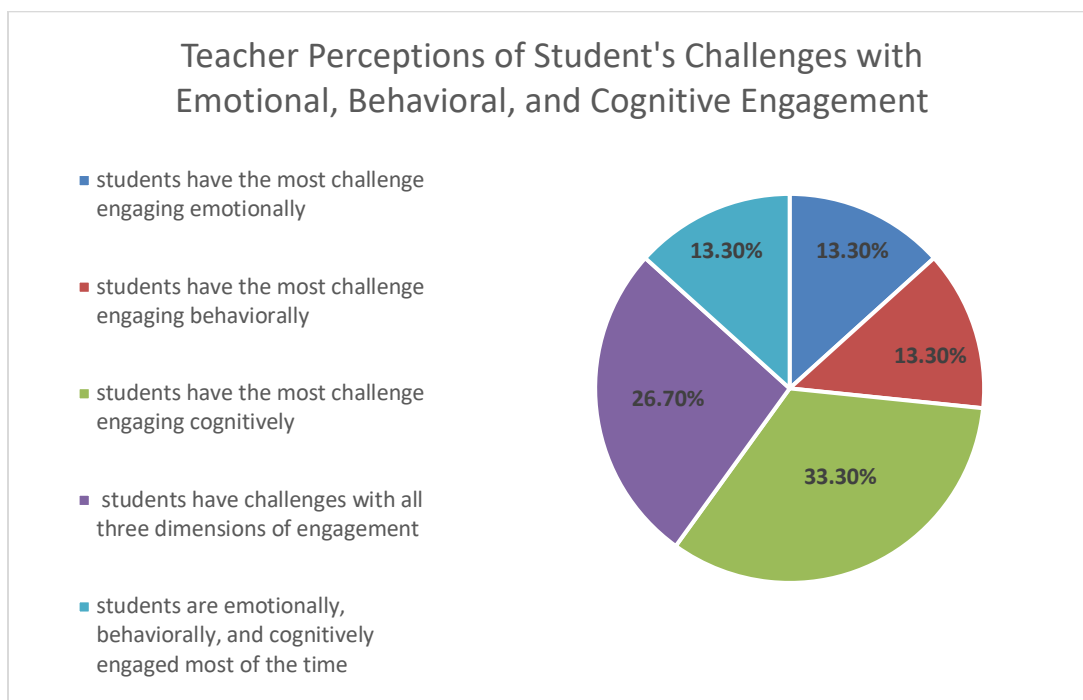 Teacher Perceptions of Student's Challenges with
Emotional, Behavioral, and Cognitive Engagement
students have the most challenge
engaging emotionally
students have the most challenge
engaging behaviorally
students have the most challenge
engaging cognitively
students have challenges with all
three dimensions of engagement
students are emotionally,
behaviorally, and cognitively
engaged most of the time
13.30%
13.30%
13.30%
26.70%
33.30%